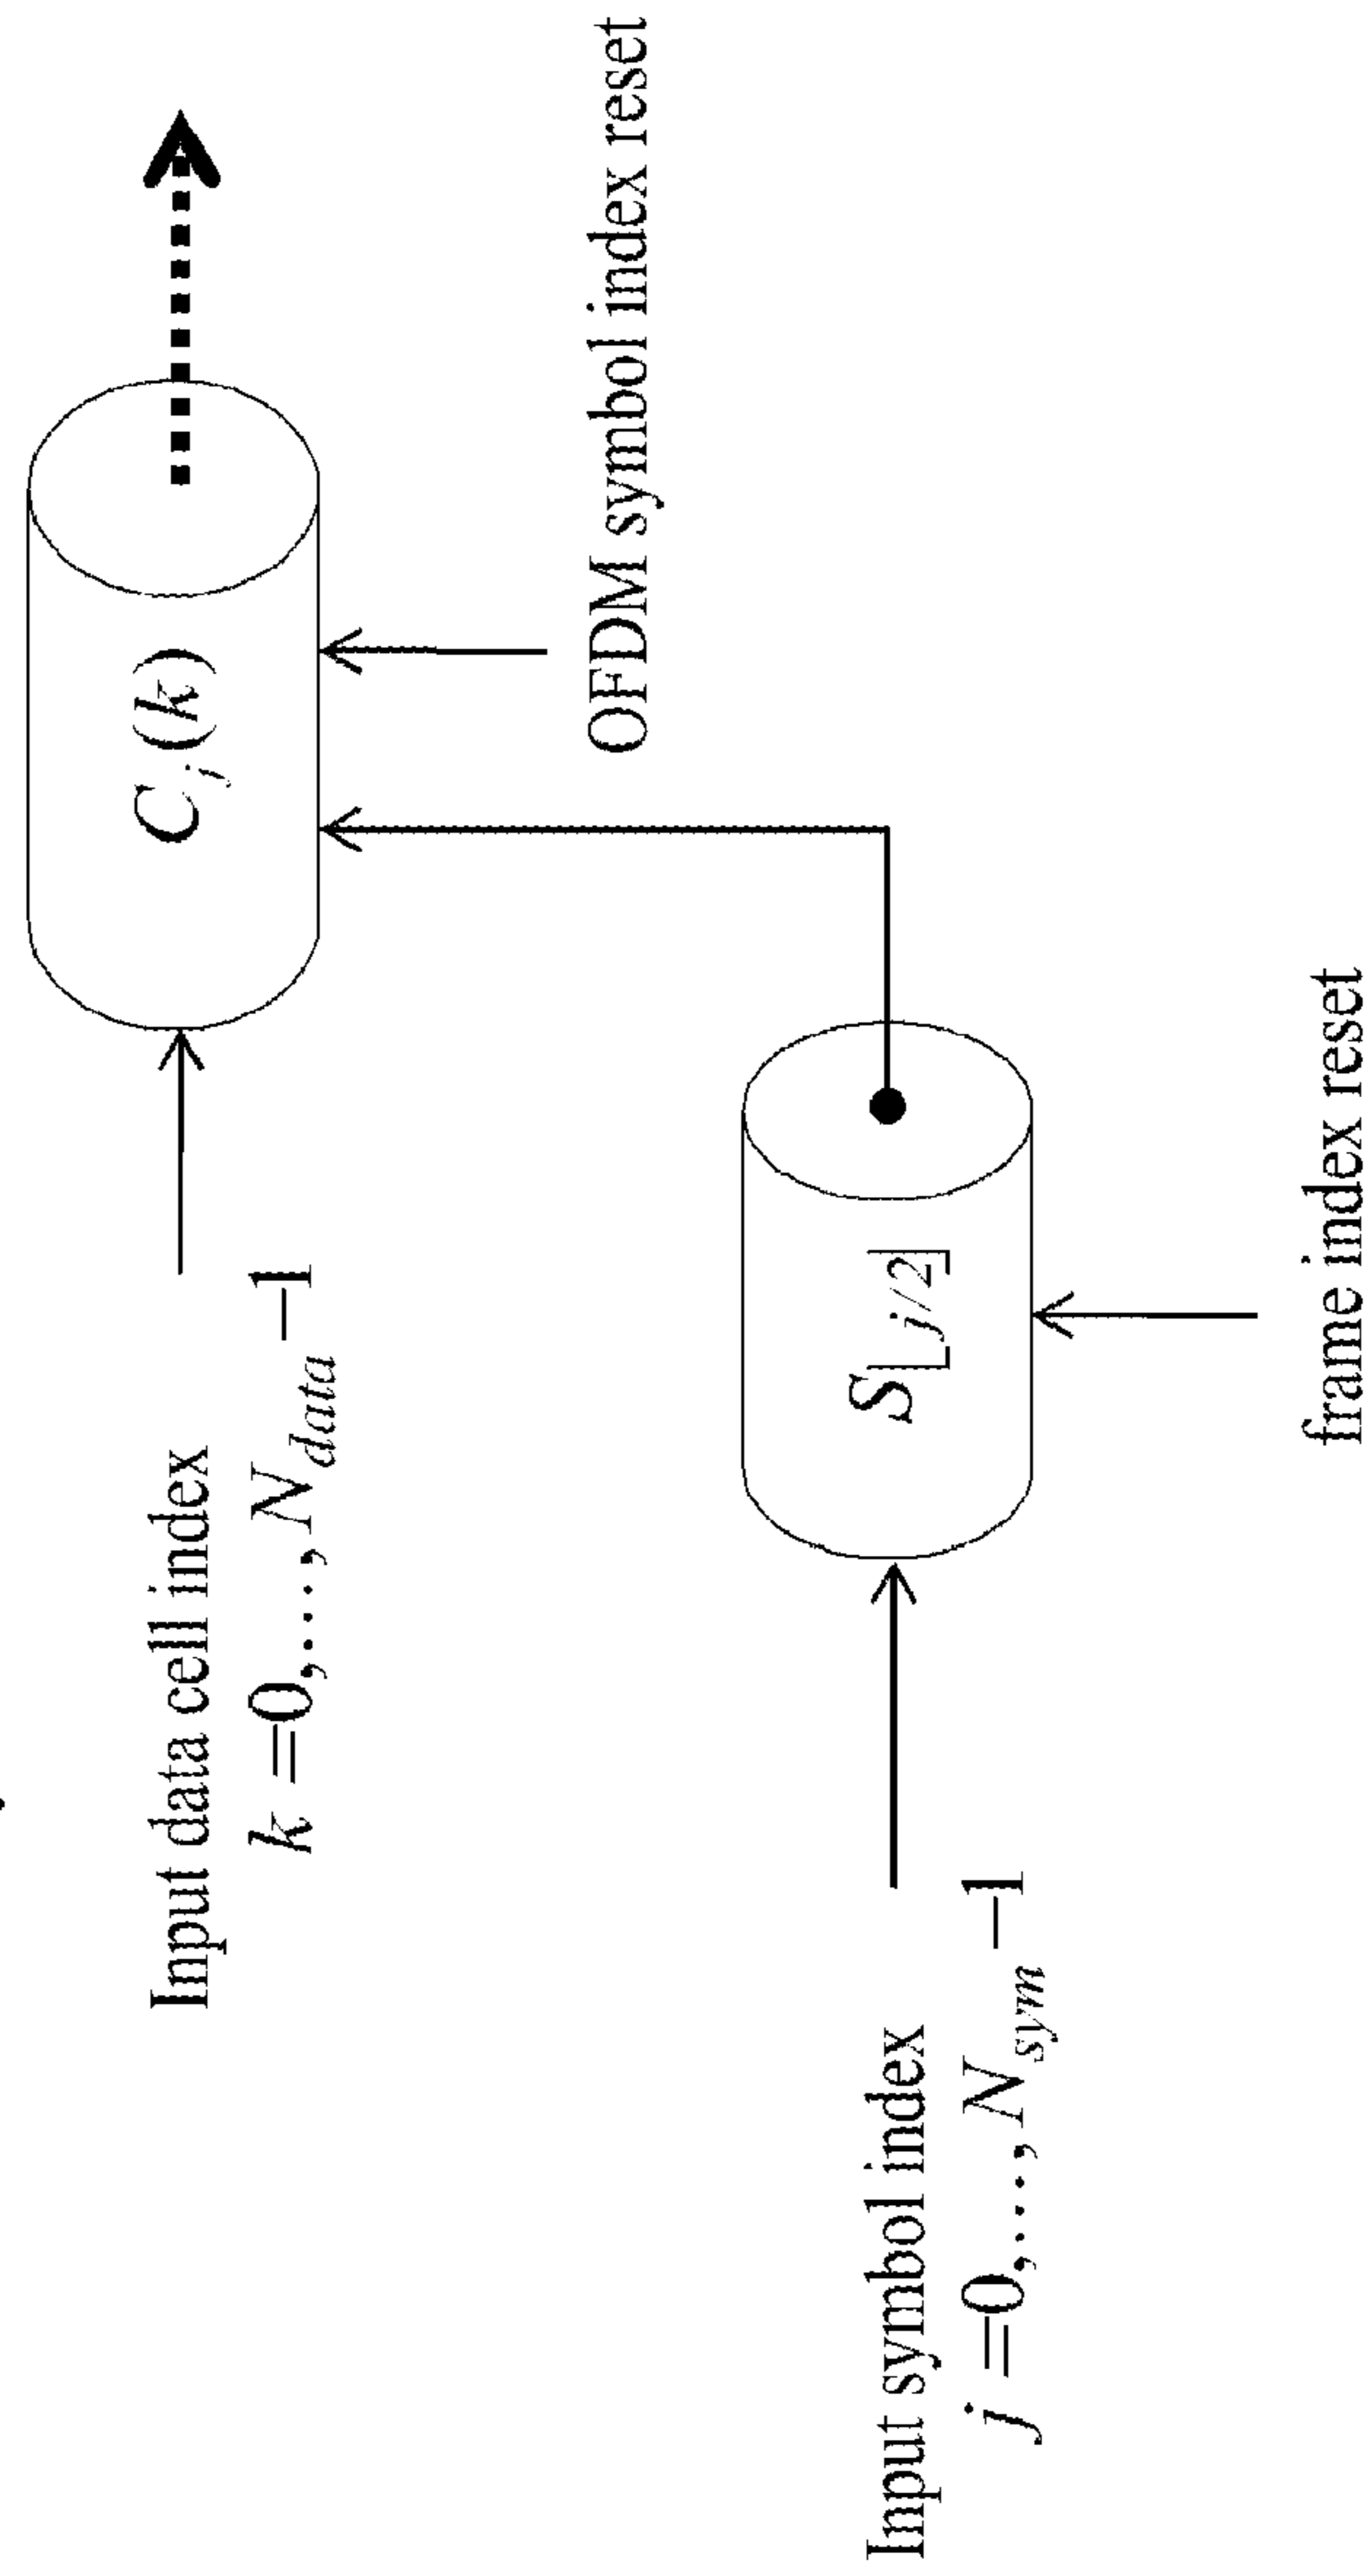 Input data cell index
k =0,…, N_data −1
C_j(k)
OFDM symbol index reset
Input symbol index
j =0,…, N_sym −1
S_⌊j/2⌋
frame index reset